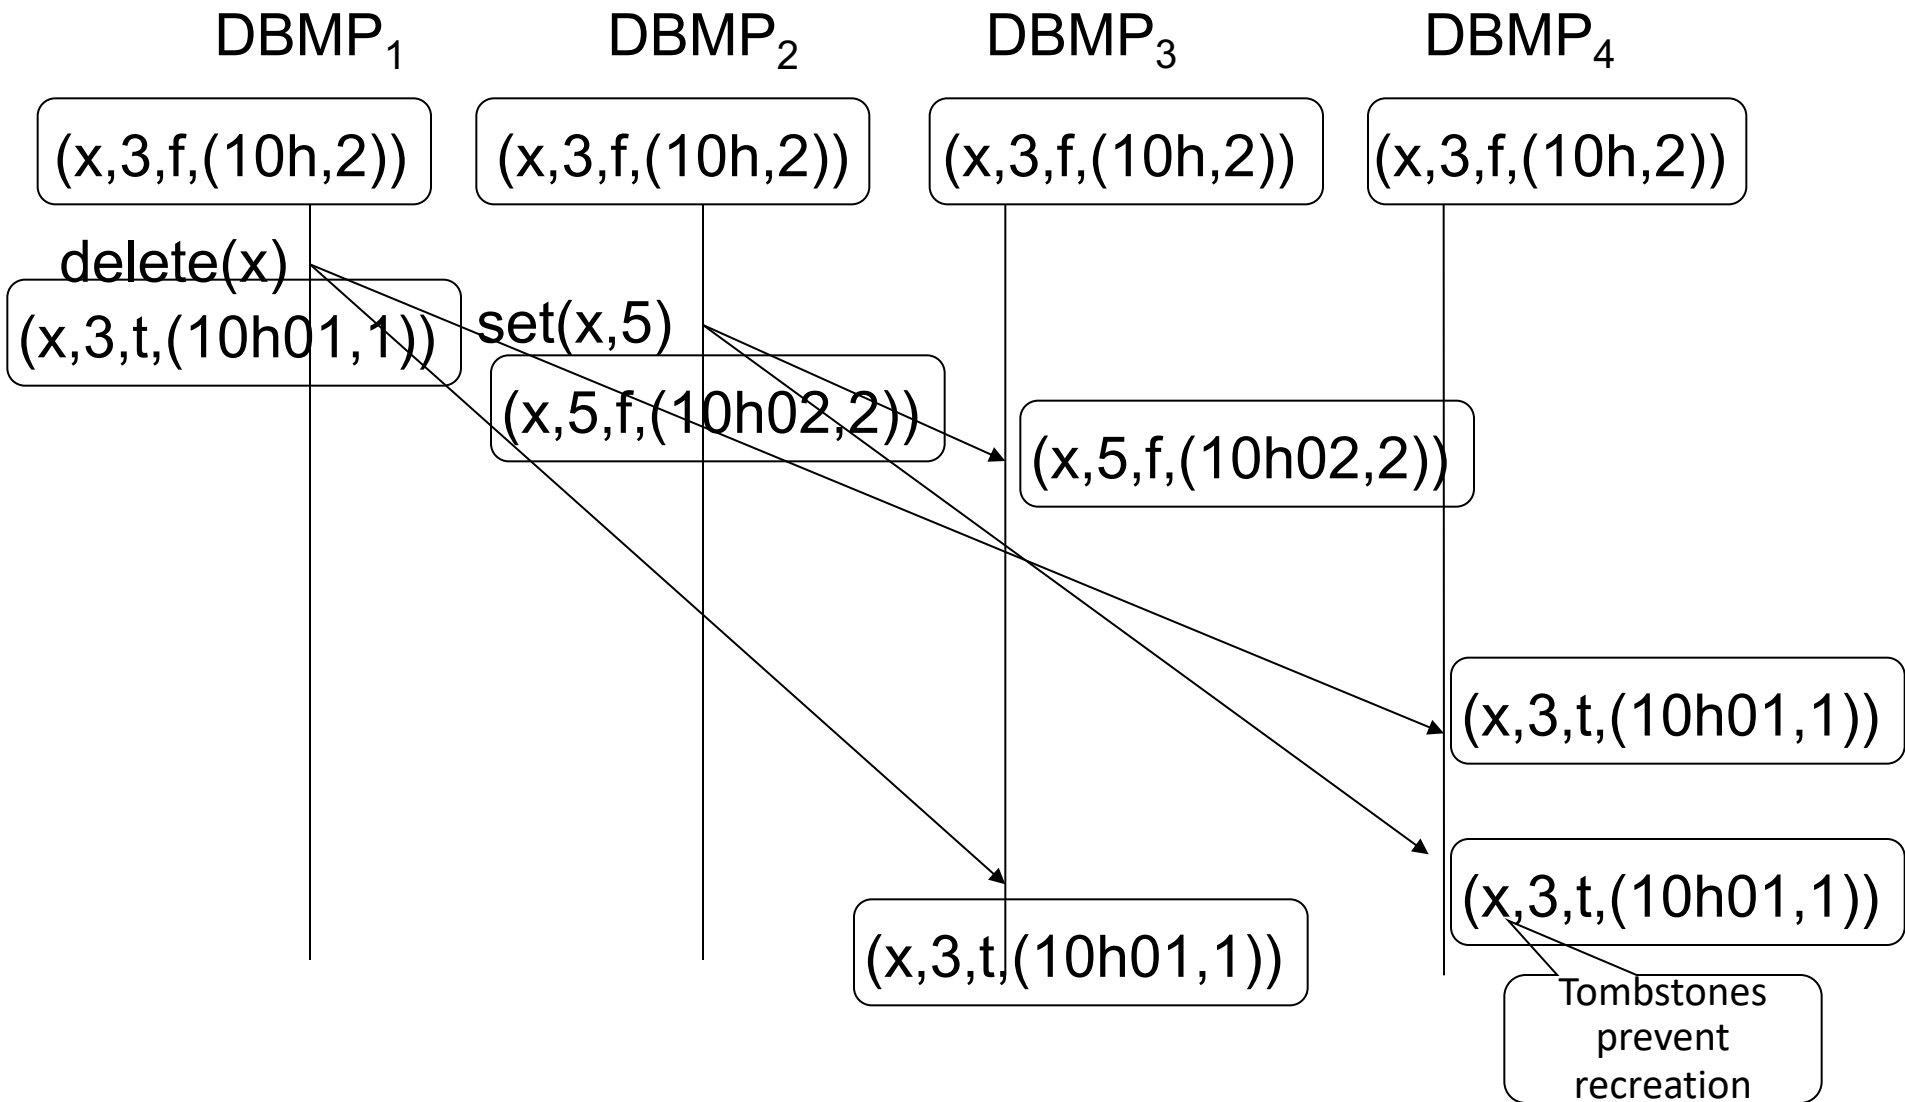 DBMP₁ DBMP₂ DBMP₃ DBMP₄
(x,3,f,(10h,2)) (x,3,f,(10h,2)) (x,3,f,(10h,2)) (x,3,f,(10h,2))
delete(x)
(x,3,t,(10h01,1))
set(x,5)
(x,5,f,(10h02,2))
(x,5,f,(10h02,2))
(x,3,t,(10h01,1))
(x,3,t,(10h01,1))
(x,3,t,(10h01,1))
Tombstones
prevent
recreation